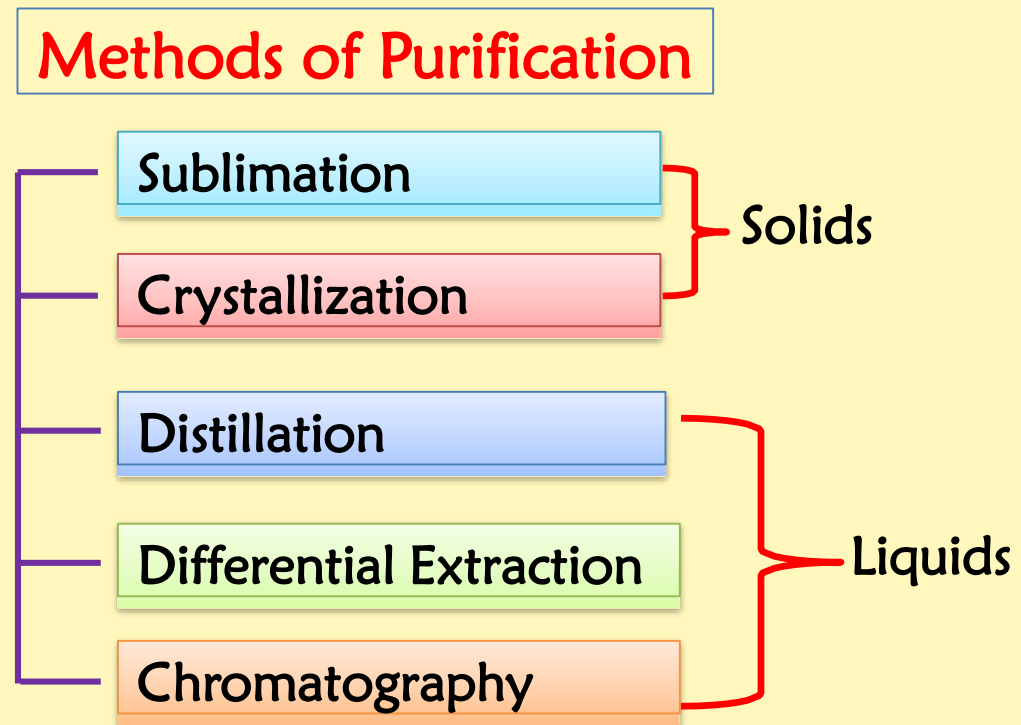 Methods of Purification
Sublimation
Crystallization
Solids
Distillation
Differential Extraction
Chromatography
Liquids